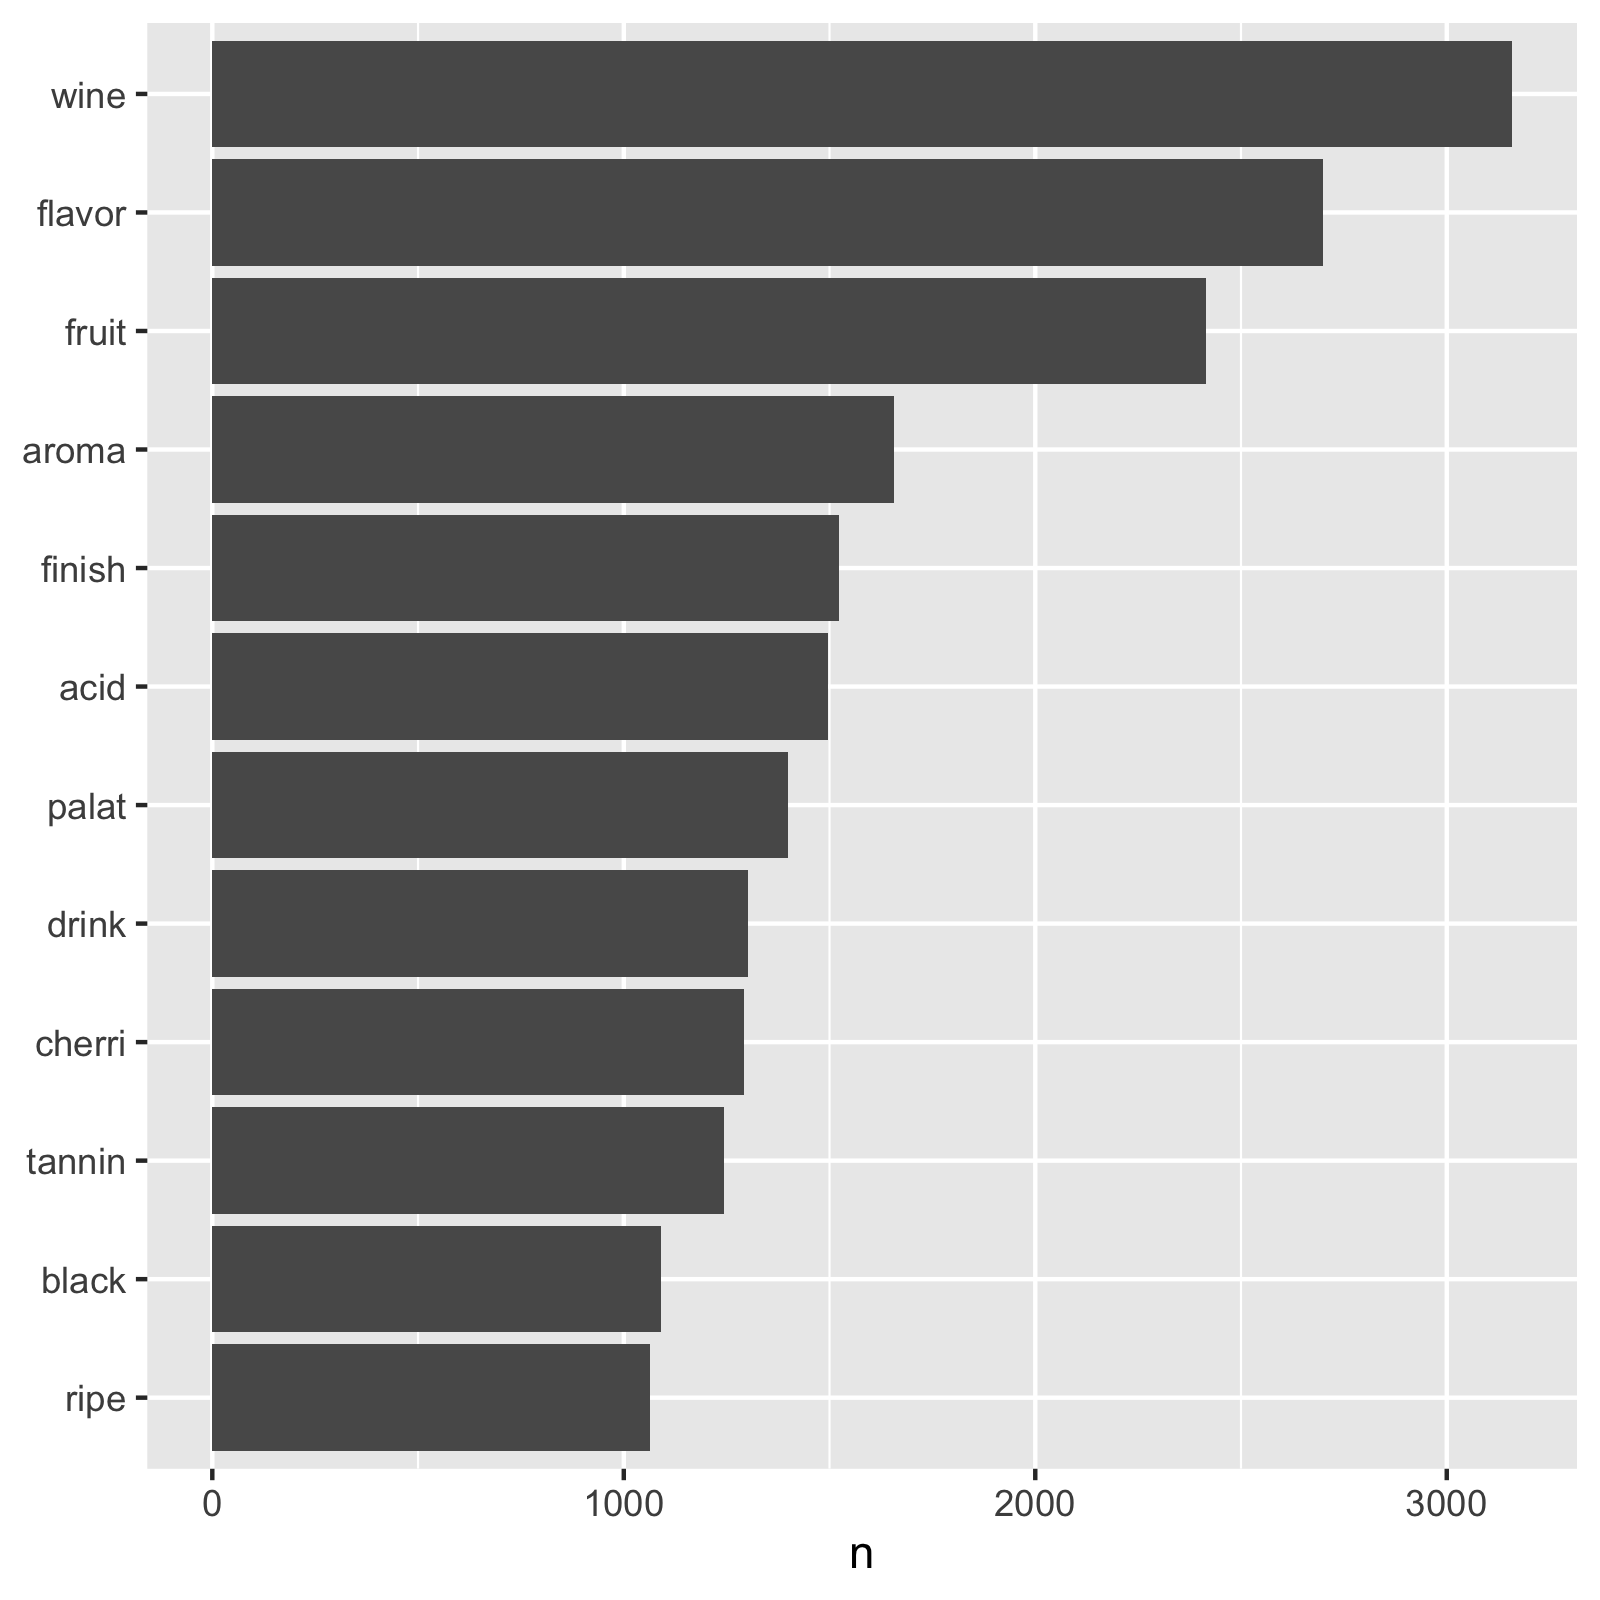 wine
flavor
fruit
aroma
finish
acid
palat
drink
cherri
tannin
black
ripe
0 1000 2000 3000
n